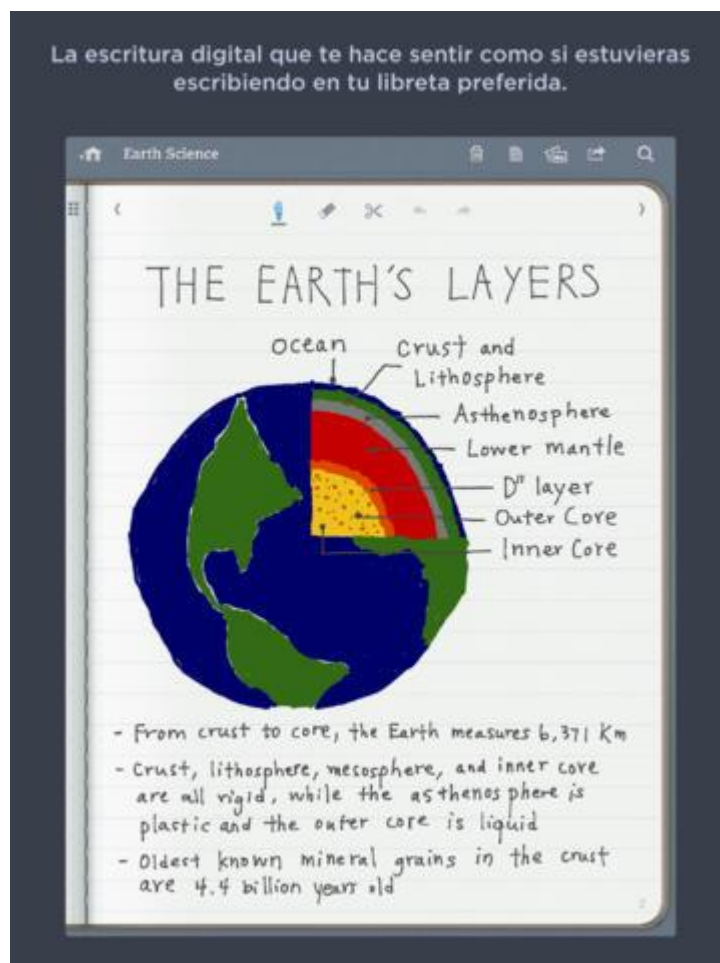 La escritura digital que te hace sentir como si estuvieras
escribiendo en tu libreta preferida.
Earth Science
THE EARTH'S LAYERS
Ocean
Crust and
Lithosphere
Asthenosphere
Lower mantle
D" layer
Outer Core
Inner Core
- From crust to core, the Earth measures 6,371 Km
- Crust, lithosphere, mesosphere, and inner core
are all rigid, while the asthenosphere is
plastic and the outer core is liquid
- Oldest known mineral grains in the crust
are 4.4 billion years old
2